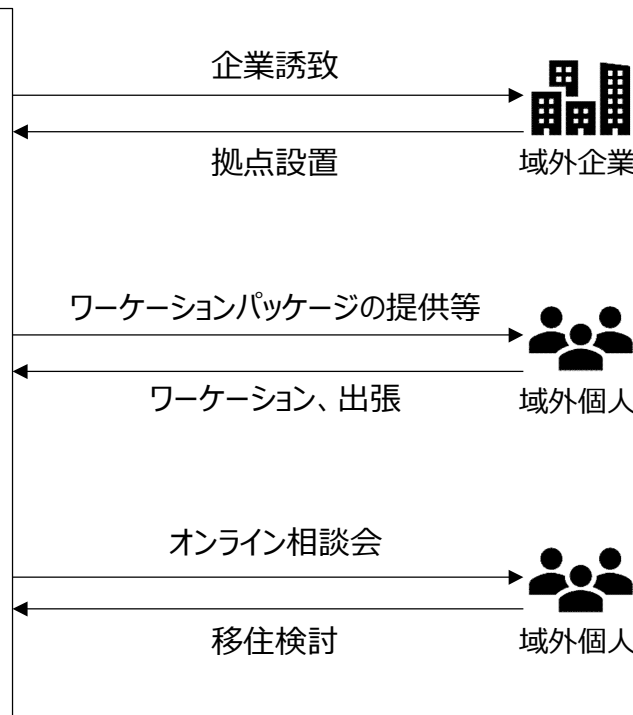 企業誘致
拠点設置
域外企業
ワーケーションパッケージの提供等
ワーケーション、出張
域外個人
オンライン相談会
移住検討
域外個人